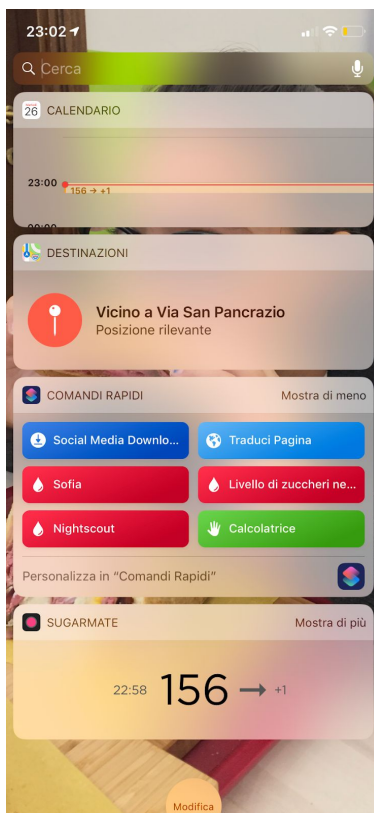 23:02
Cerca
26 CALENDARIO
23:00
156 → +1
00:00
DESTINAZIONI
Vicino a Via San Pancrazio
Posizione rilevante
COMANDI RAPIDI Mostra di meno
Social Media Downlo... Traduci Pagina
Sofia Livello di zuccheri ne...
Nightscout Calcolatrice
Personalizza in “Comandi Rapidi”
SUGARMATE Mostra di più
22:58 156 → +1
Modifica